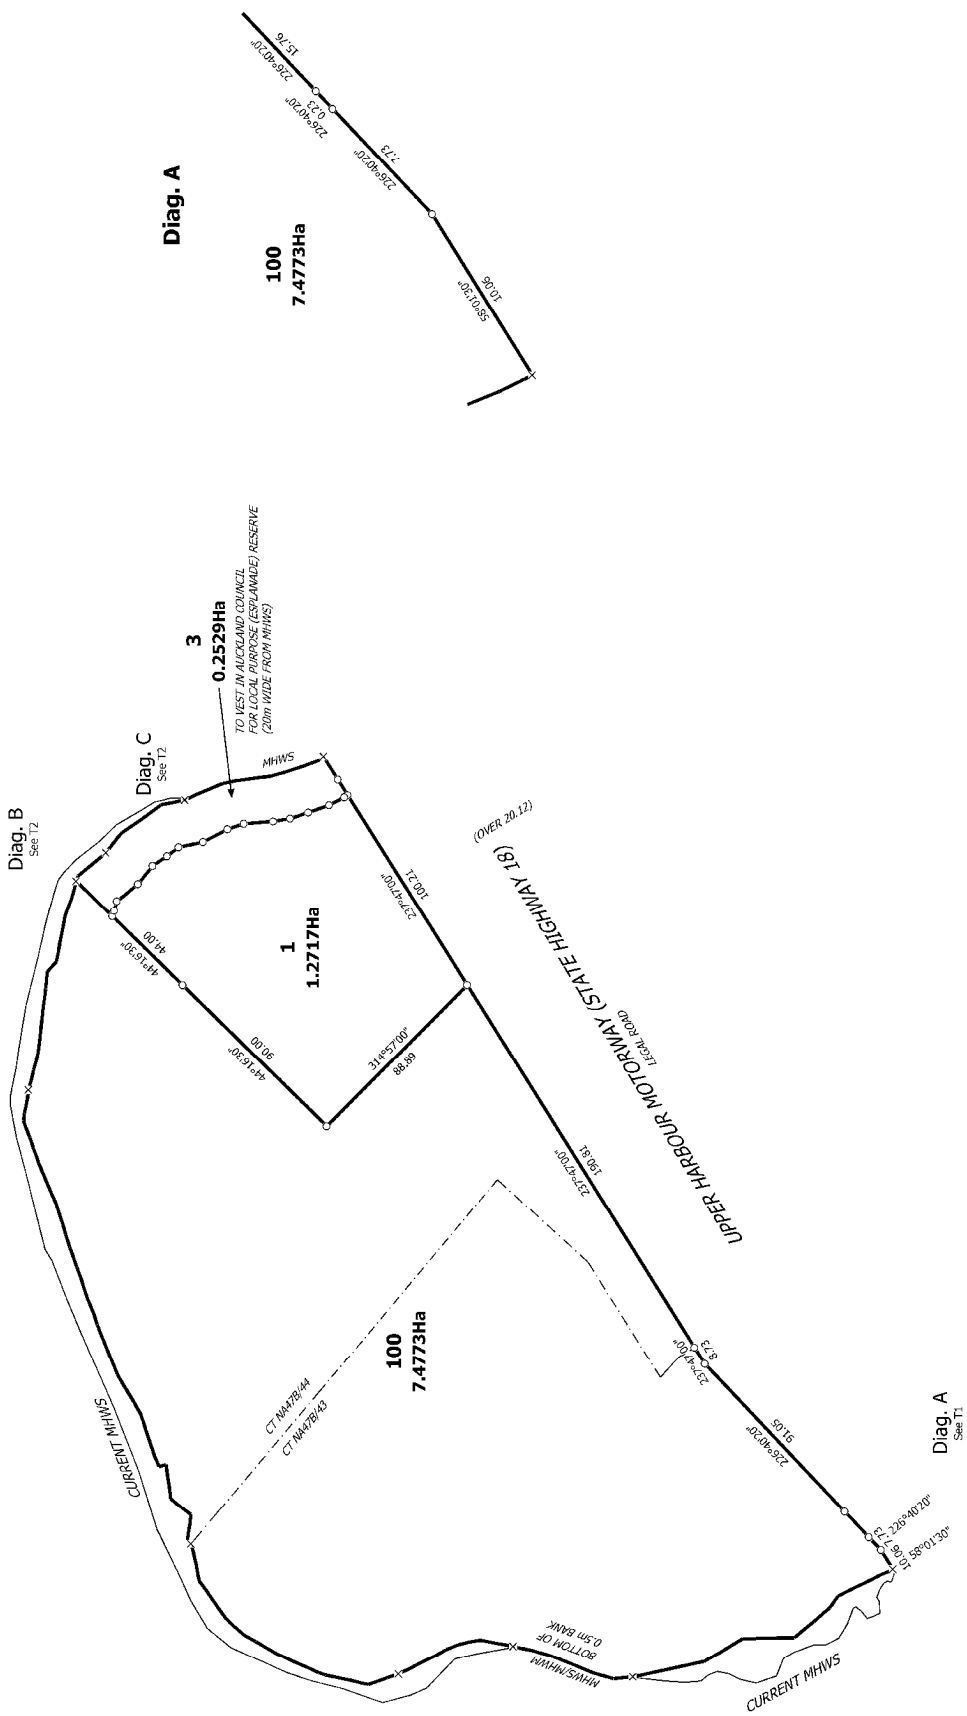 Diag. A
100
7.4773Ha
226°40'20"
15.76
226°40'20"
0.23
226°40'20"
7.73
58°01'30"
10.06
Diag. B
See T2
Diag. C
See T2
3
0.2529Ha
TO VEST IN AUCKLAND COUNCIL
FOR LOCAL PURPOSE (ESPLANADE) RESERVE
(20m WIDE FROM MHWS)
MHWS
44°16'30"
44.00
44°16'30"
90.00
1
1.2717Ha
314°57'00"
88.89
237°47'00"
100.21
(OVER 20.12)
UPPER HARBOUR MOTORWAY (STATE HIGHWAY 18)
LEGAL ROAD
237°47'00"
190.81
100
7.4773Ha
CT NA47B/44
CT NA47B/43
CURRENT MHWS
237°47'00"
8.73
226°40'20"
91.05
Diag. A
See T1
7.73 226°40'20"
10.06 58°01'30"
MHWS/MHWM
BOTTOM OF
0.5m BANK
CURRENT MHWS